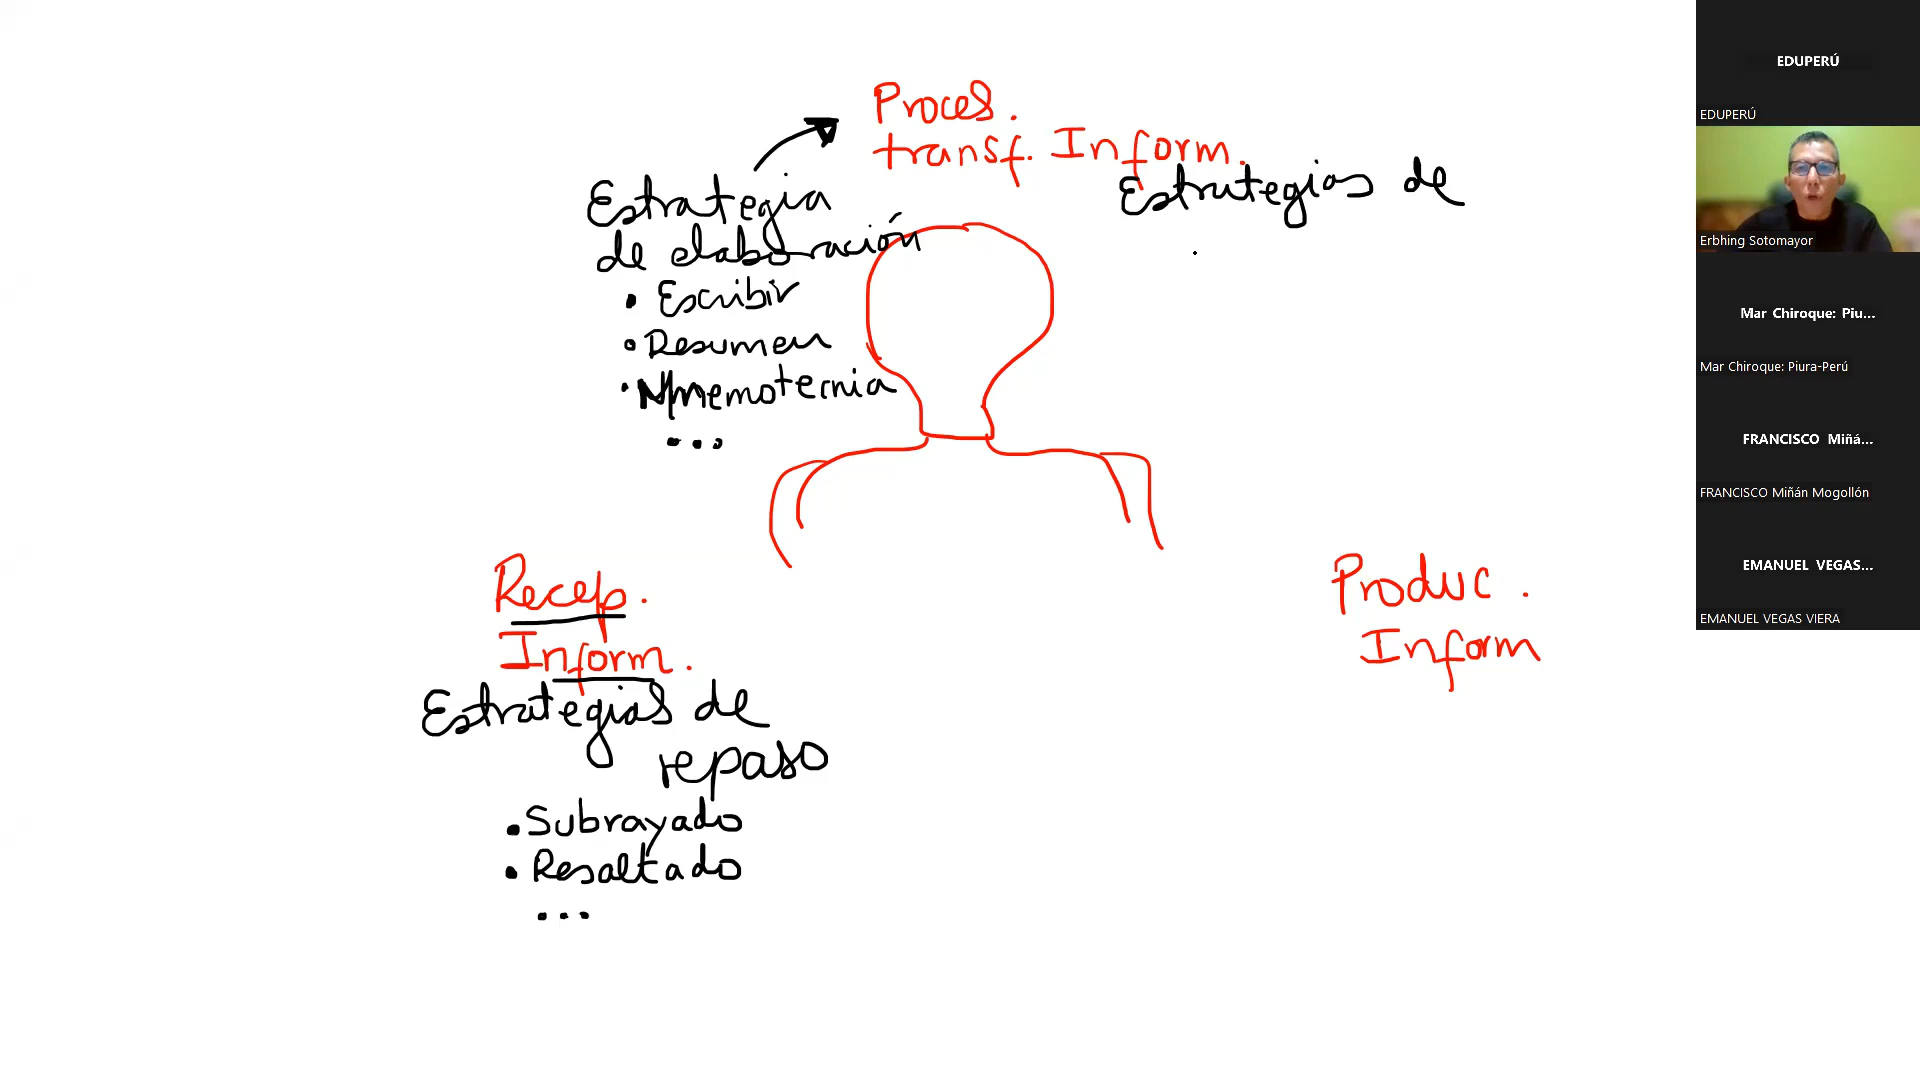 Proces.
transf. Inform.
Estrategia
de elaboración
• Escribir
• Resumen
• Mnemotecnia
...
Estrategias de
Recep.
Inform.
Estrategias de
repaso
• Subrayado
• Resaltado
...
Produc.
Inform
EDUPERÚ
EDUPERÚ
Erbhing Sotomayor
Mar Chiroque: Piu...
Mar Chiroque: Piura-Perú
FRANCISCO Miñá...
FRANCISCO Miñán Mogollón
EMANUEL VEGAS...
EMANUEL VEGAS VIERA